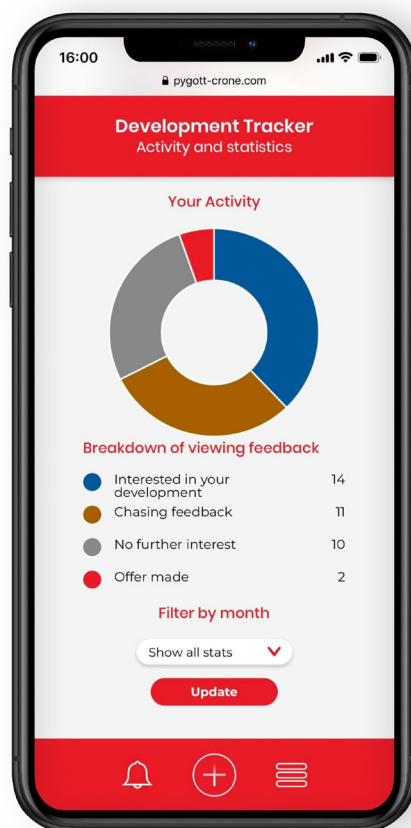 16:00
pygott-crone.com
Development Tracker
Activity and statistics
Your Activity
Breakdown of viewing feedback
Interested in your 14
development
Chasing feedback 11
No further interest 10
Offer made 2
Filter by month
Show all stats
Update